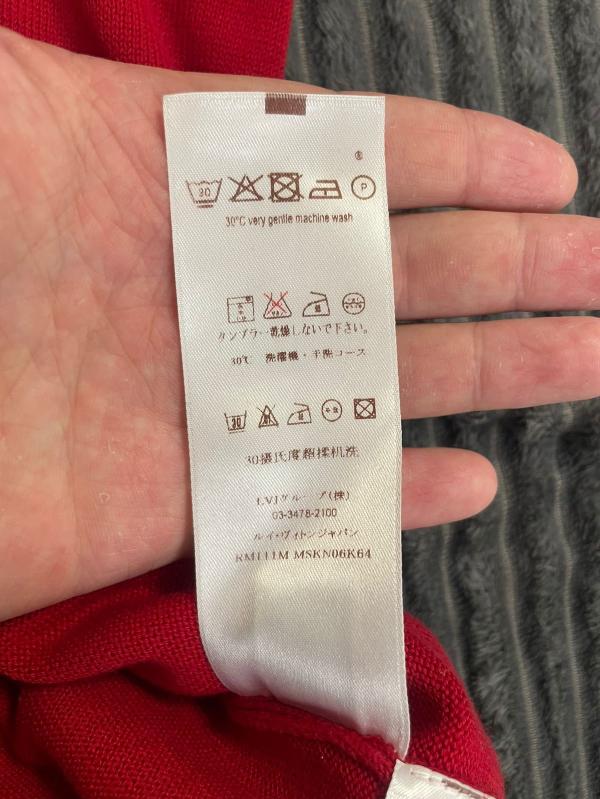 ®
30 P
30°C very gentle machine wash
タンブラー乾燥しないで下さい。
30℃ 洗濯機・手洗コース
30
30摄氏度超揉机洗
LVJグループ(株)
03-3478-2100
ルイ・ヴィトンジャパン
RM111M MSKN06K64